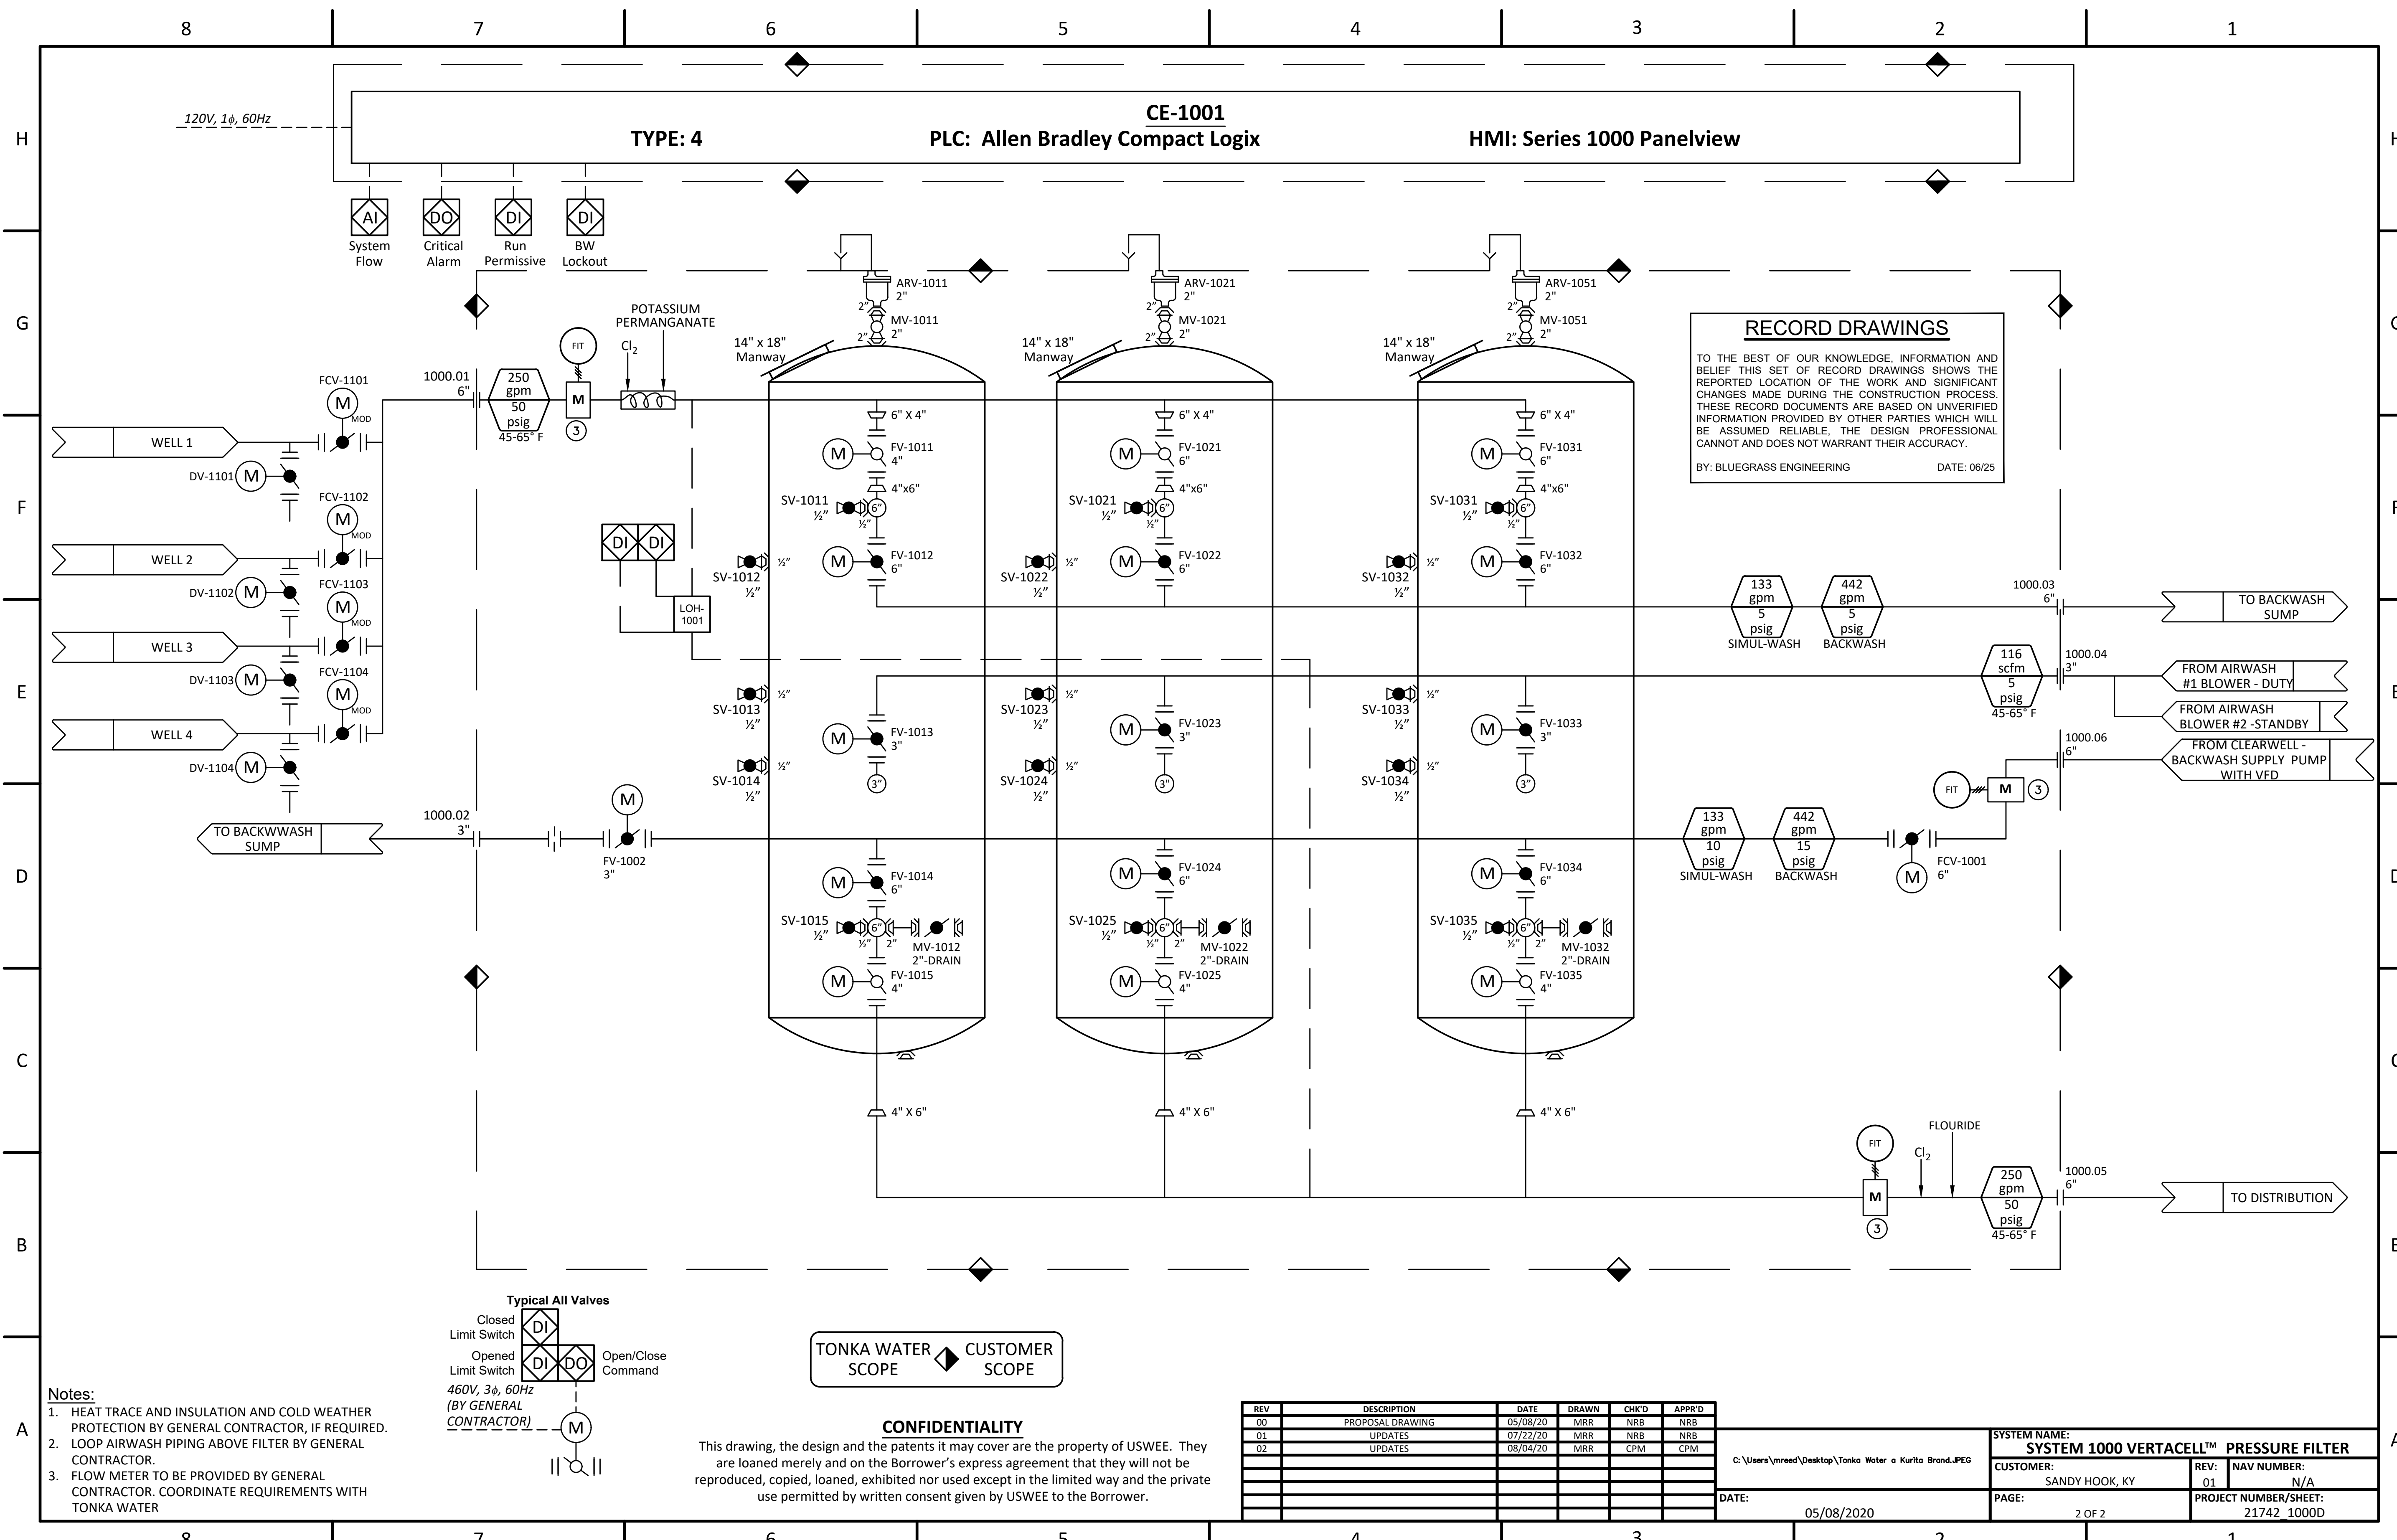 8 7 6 5 4 3 2 1
H
G
F
E
D
C
B
A
120V, 1ϕ, 60Hz
CE-1001
TYPE: 4
PLC: Allen Bradley Compact Logix
HMI: Series 1000 Panelview
AI
System
Flow
DO
Critical
Alarm
DI
Run
Permissive
DI
BW
Lockout
WELL 1
DV-1101
M
FCV-1101
M
MOD
WELL 2
DV-1102
M
FCV-1102
M
MOD
WELL 3
DV-1103
M
FCV-1103
M
MOD
WELL 4
DV-1104
M
FCV-1104
M
MOD
1000.01
6"
250
gpm
50
psig
45-65° F
FIT
M
3
Cl2
POTASSIUM
PERMANGANATE
DI DI
LOH-
1001
TO BACKWWASH
SUMP
1000.02
3"
M
FV-1002
3"
ARV-1011
2"
2"
MV-1011
2"
2"
14" x 18"
Manway
6" X 4"
M
FV-1011
4"
4"x6"
SV-1011
½"
6"
½"
M
FV-1012
6"
SV-1012
½"
½"
SV-1013
½"
½"
M
FV-1013
3"
SV-1014
½"
½"
3"
M
FV-1014
6"
SV-1015
½"
6"
½" 2"
MV-1012
2"-DRAIN
M
FV-1015
4"
4" X 6"
ARV-1021
2"
2"
MV-1021
2"
2"
14" x 18"
Manway
6" X 4"
M
FV-1021
6"
4"x6"
SV-1021
½"
6"
½"
M
FV-1022
6"
SV-1022
½"
½"
SV-1023
½"
½"
M
FV-1023
3"
SV-1024
½"
½"
3"
M
FV-1024
6"
SV-1025
½"
6"
½" 2"
MV-1022
2"-DRAIN
M
FV-1025
4"
4" X 6"
ARV-1051
2"
2"
MV-1051
2"
2"
14" x 18"
Manway
6" X 4"
M
FV-1031
6"
4"x6"
SV-1031
½"
6"
½"
M
FV-1032
6"
SV-1032
½"
½"
SV-1033
½"
½"
M
FV-1033
3"
SV-1034
½"
½"
3"
M
FV-1034
6"
SV-1035
½"
6"
½" 2"
MV-1032
2"-DRAIN
M
FV-1035
4"
4" X 6"
RECORD DRAWINGS
TO THE BEST OF OUR KNOWLEDGE, INFORMATION AND
BELIEF THIS SET OF RECORD DRAWINGS SHOWS THE
REPORTED LOCATION OF THE WORK AND SIGNIFICANT
CHANGES MADE DURING THE CONSTRUCTION PROCESS.
THESE RECORD DOCUMENTS ARE BASED ON UNVERIFIED
INFORMATION PROVIDED BY OTHER PARTIES WHICH WILL
BE ASSUMED RELIABLE, THE DESIGN PROFESSIONAL
CANNOT AND DOES NOT WARRANT THEIR ACCURACY.
BY: BLUEGRASS ENGINEERING DATE: 06/25
133
gpm
5
psig
SIMUL-WASH
442
gpm
5
psig
BACKWASH
1000.03
6"
TO BACKWASH
SUMP
116
scfm
5
psig
45-65° F
1000.04
3"
FROM AIRWASH
#1 BLOWER - DUTY
FROM AIRWASH
BLOWER #2 -STANDBY
1000.06
6"
FROM CLEARWELL -
BACKWASH SUPPLY PUMP
WITH VFD
FIT
M
3
133
gpm
10
psig
SIMUL-WASH
442
gpm
15
psig
BACKWASH
M
FCV-1001
6"
FIT
M
3
Cl2
FLOURIDE
250
gpm
50
psig
45-65° F
1000.05
6"
TO DISTRIBUTION
Typical All Valves
Closed
Limit Switch
DI
Opened
Limit Switch
DI DO
Open/Close
Command
460V, 3ϕ, 60Hz
(BY GENERAL
CONTRACTOR)
M
TONKA WATER
SCOPE
CUSTOMER
SCOPE
Notes:
1. HEAT TRACE AND INSULATION AND COLD WEATHER
PROTECTION BY GENERAL CONTRACTOR, IF REQUIRED.
2. LOOP AIRWASH PIPING ABOVE FILTER BY GENERAL
CONTRACTOR.
3. FLOW METER TO BE PROVIDED BY GENERAL
CONTRACTOR. COORDINATE REQUIREMENTS WITH
TONKA WATER
CONFIDENTIALITY
This drawing, the design and the patents it may cover are the property of USWEE. They
are loaned merely and on the Borrower's express agreement that they will not be
reproduced, copied, loaned, exhibited nor used except in the limited way and the private
use permitted by written consent given by USWEE to the Borrower.
REV DESCRIPTION DATE DRAWN CHK'D APPR'D
00 PROPOSAL DRAWING 05/08/20 MRR NRB NRB
01 UPDATES 07/22/20 MRR NRB NRB
02 UPDATES 08/04/20 MRR CPM CPM
C:\Users\mreed\Desktop\Tonka Water a Kurita Brand.JPEG
DATE:
05/08/2020
SYSTEM NAME:
SYSTEM 1000 VERTACELL™ PRESSURE FILTER
CUSTOMER:
SANDY HOOK, KY
REV:
01
NAV NUMBER:
N/A
PAGE:
2 OF 2
PROJECT NUMBER/SHEET:
21742_1000D
8 7 6 5 4 3 2 1